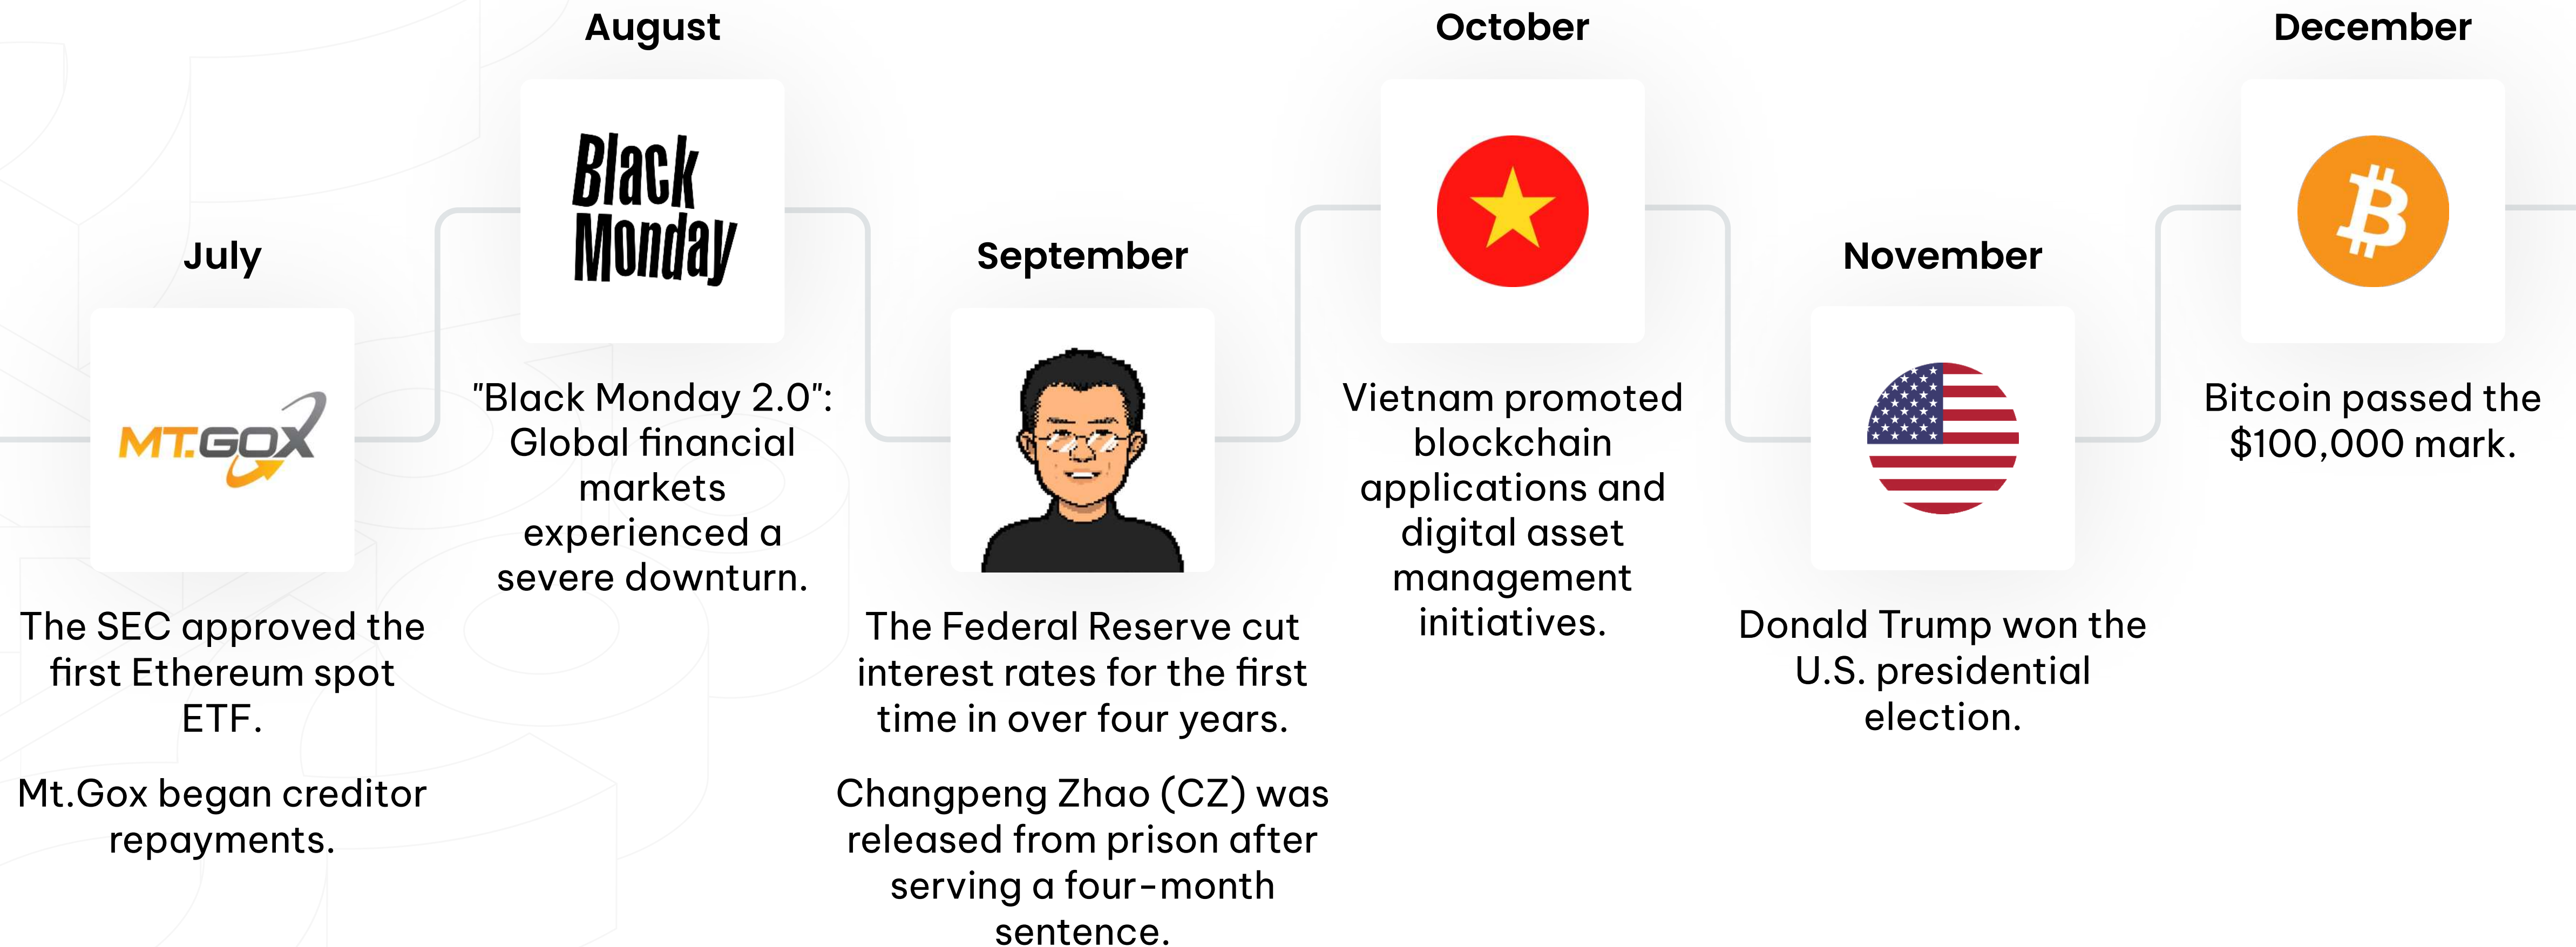 July
MT.GOX
The SEC approved the
first Ethereum spot
ETF.
Mt.Gox began creditor
repayments.
August
Black
Monday
"Black Monday 2.0":
Global financial
markets
experienced a
severe downturn.
September
The Federal Reserve cut
interest rates for the first
time in over four years.
Changpeng Zhao (CZ) was
released from prison after
serving a four-month
sentence.
October
Vietnam promoted
blockchain
applications and
digital asset
management
initiatives.
November
Donald Trump won the
U.S. presidential
election.
December
Bitcoin passed the
$100,000 mark.